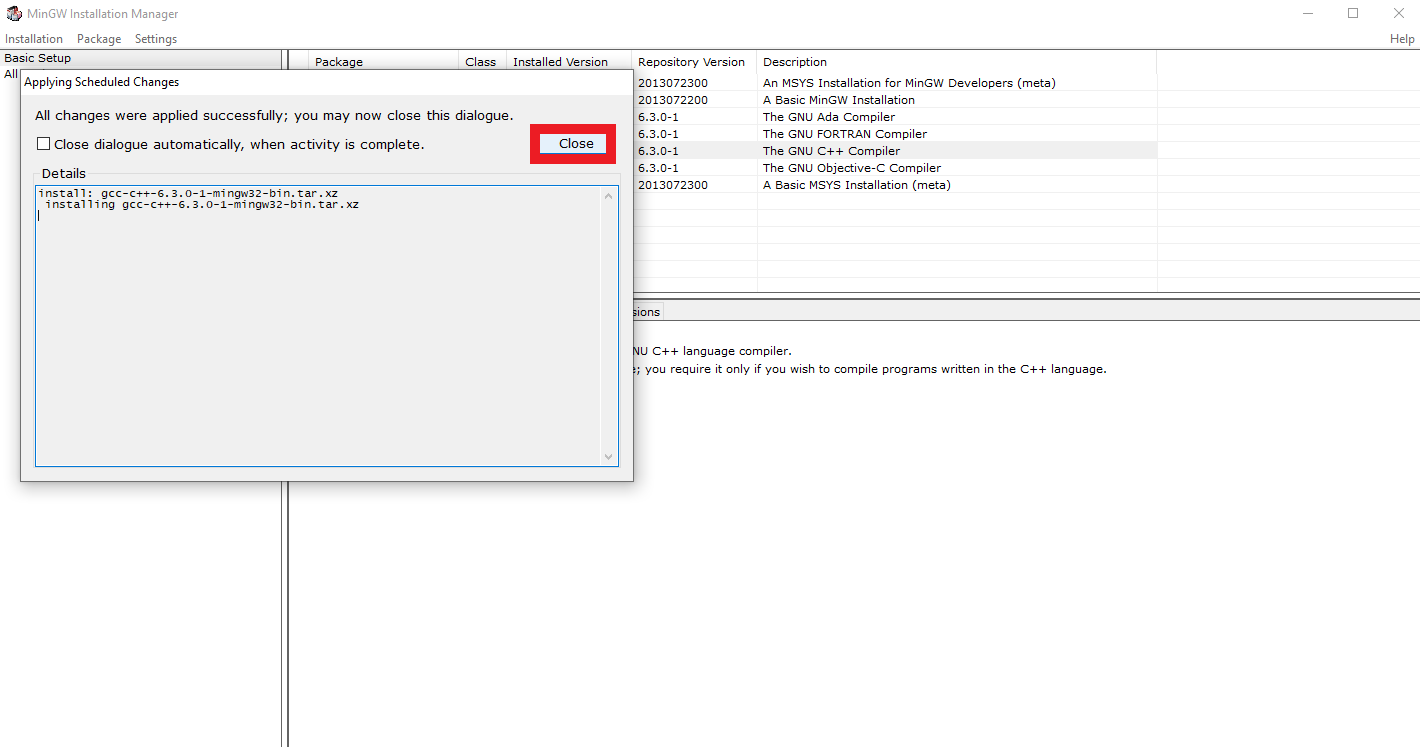 MinGW Installation Manager
Installation Package Settings Help
Basic Setup
All
Package Class Installed Version Repository Version Description
2013072300 An MSYS Installation for MinGW Developers (meta)
2013072200 A Basic MinGW Installation
6.3.0-1 The GNU Ada Compiler
6.3.0-1 The GNU FORTRAN Compiler
6.3.0-1 The GNU C++ Compiler
6.3.0-1 The GNU Objective-C Compiler
2013072300 A Basic MSYS Installation (meta)
Applying Scheduled Changes
All changes were applied successfully; you may now close this dialogue.
Close dialogue automatically, when activity is complete.
Close
Details
install: gcc-c++-6.3.0-1-mingw32-bin.tar.xz
installing gcc-c++-6.3.0-1-mingw32-bin.tar.xz
sions
NU C++ language compiler.
e; you require it only if you wish to compile programs written in the C++ language.